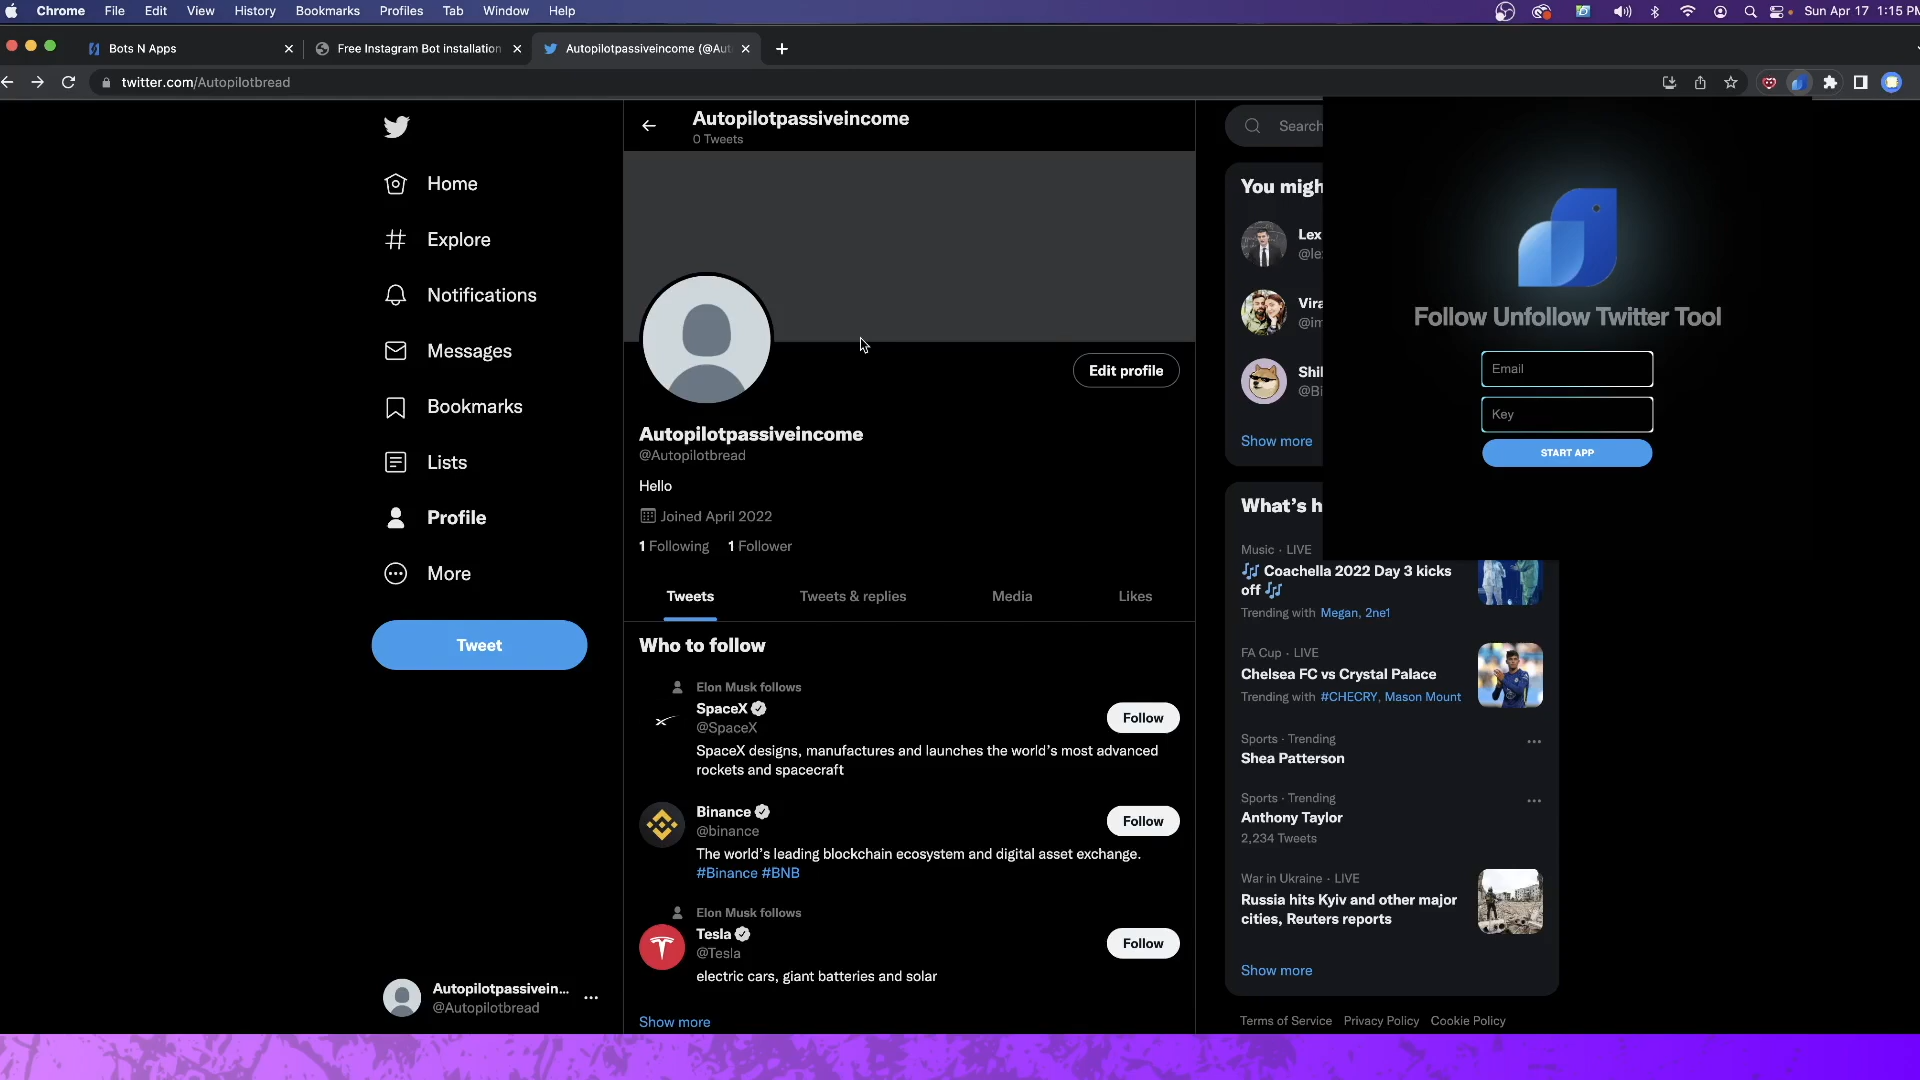 Chrome File Edit View History Bookmarks Profiles Tab Window Help Sun Apr 17 1:15 PM
Bots N Apps
Free Instagram Bot installation
Autopilotpassiveincome (@Aut
twitter.com/Autopilotbread
Home
Explore
Notifications
Messages
Bookmarks
Lists
Profile
More
Tweet
Autopilotpassivein...
@Autopilotbread
Autopilotpassiveincome
0 Tweets
Edit profile
Autopilotpassiveincome
@Autopilotbread
Hello
Joined April 2022
1 Following 1 Follower
Tweets Tweets & replies Media Likes
Who to follow
Elon Musk follows
SpaceX
@SpaceX
Follow
SpaceX designs, manufactures and launches the world's most advanced
rockets and spacecraft
Binance
@binance
Follow
The world's leading blockchain ecosystem and digital asset exchange.
#Binance #BNB
Elon Musk follows
Tesla
@Tesla
Follow
electric cars, giant batteries and solar
Show more
Search
You migh
Lex
@le
Vira
@im
Shi
@Bi
Show more
Follow Unfollow Twitter Tool
Email
Key
START APP
What's h
Music · LIVE
Coachella 2022 Day 3 kicks
off
Trending with Megan, 2ne1
FA Cup · LIVE
Chelsea FC vs Crystal Palace
Trending with #CHECRY, Mason Mount
Sports · Trending
Shea Patterson
Sports · Trending
Anthony Taylor
2,234 Tweets
War in Ukraine · LIVE
Russia hits Kyiv and other major
cities, Reuters reports
Show more
Terms of Service Privacy Policy Cookie Policy